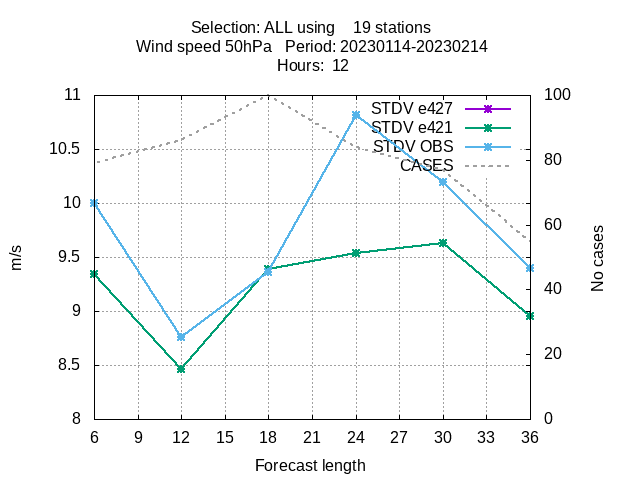 Selection: ALL using    19 stations
Wind speed 50hPa   Period: 20230114-20230214
Hours:  12
STDV e427
STDV e421
STDV OBS
CASES
11
10.5
10
9.5
9
8.5
8
100
80
60
40
20
0
m/s
No cases
6 9 12 15 18 21 24 27 30 33 36
Forecast length